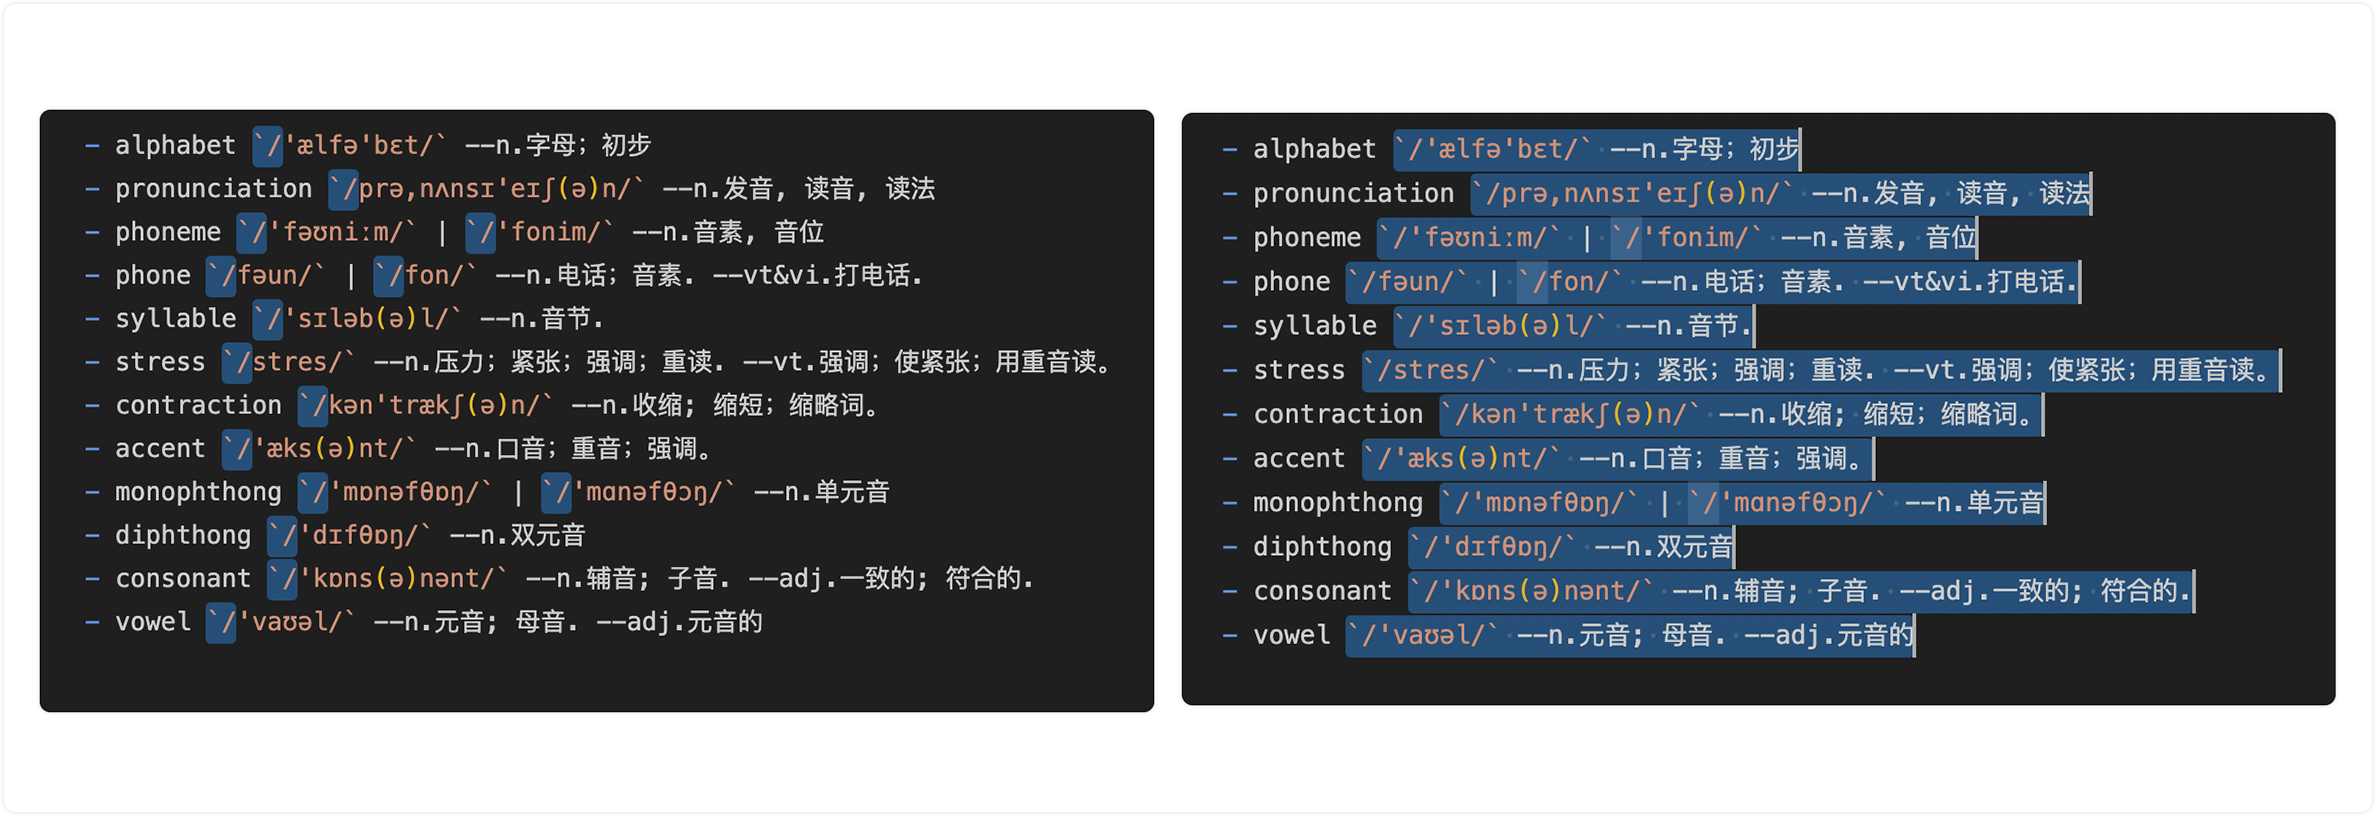 – alphabet `/'ælfə'bɛt/` --n.字母；初步
– pronunciation `/prə,nʌnsɪ'eɪʃ(ə)n/` --n.发音, 读音, 读法
– phoneme `/'fəʊniːm/` | `/'fonim/` --n.音素, 音位
– phone `/fəun/` | `/fon/` --n.电话；音素. --vt&vi.打电话.
– syllable `/'sɪləb(ə)l/` --n.音节.
– stress `/stres/` --n.压力；紧张；强调；重读. --vt.强调；使紧张；用重音读。
– contraction `/kən'trækʃ(ə)n/` --n.收缩; 缩短；缩略词。
– accent `/'æks(ə)nt/` --n.口音；重音；强调。
– monophthong `/'mɒnəfθɒŋ/` | `/'mɑnəfθɔŋ/` --n.单元音
– diphthong `/'dɪfθɒŋ/` --n.双元音
– consonant `/'kɒns(ə)nənt/` --n.辅音; 子音. --adj.一致的; 符合的.
– vowel `/'vaʊəl/` --n.元音; 母音. --adj.元音的
– alphabet `/'ælfə'bɛt/` --n.字母；初步
– pronunciation `/prə,nʌnsɪ'eɪʃ(ə)n/` --n.发音, 读音, 读法
– phoneme `/'fəʊniːm/` | `/'fonim/` --n.音素, 音位
– phone `/fəun/` | `/fon/` --n.电话；音素. --vt&vi.打电话.
– syllable `/'sɪləb(ə)l/` --n.音节.
– stress `/stres/` --n.压力；紧张；强调；重读. --vt.强调；使紧张；用重音读。
– contraction `/kən'trækʃ(ə)n/` --n.收缩; 缩短；缩略词。
– accent `/'æks(ə)nt/` --n.口音；重音；强调。
– monophthong `/'mɒnəfθɒŋ/` | `/'mɑnəfθɔŋ/` --n.单元音
– diphthong `/'dɪfθɒŋ/` --n.双元音
– consonant `/'kɒns(ə)nənt/` --n.辅音; 子音. --adj.一致的; 符合的.
– vowel `/'vaʊəl/` --n.元音; 母音. --adj.元音的